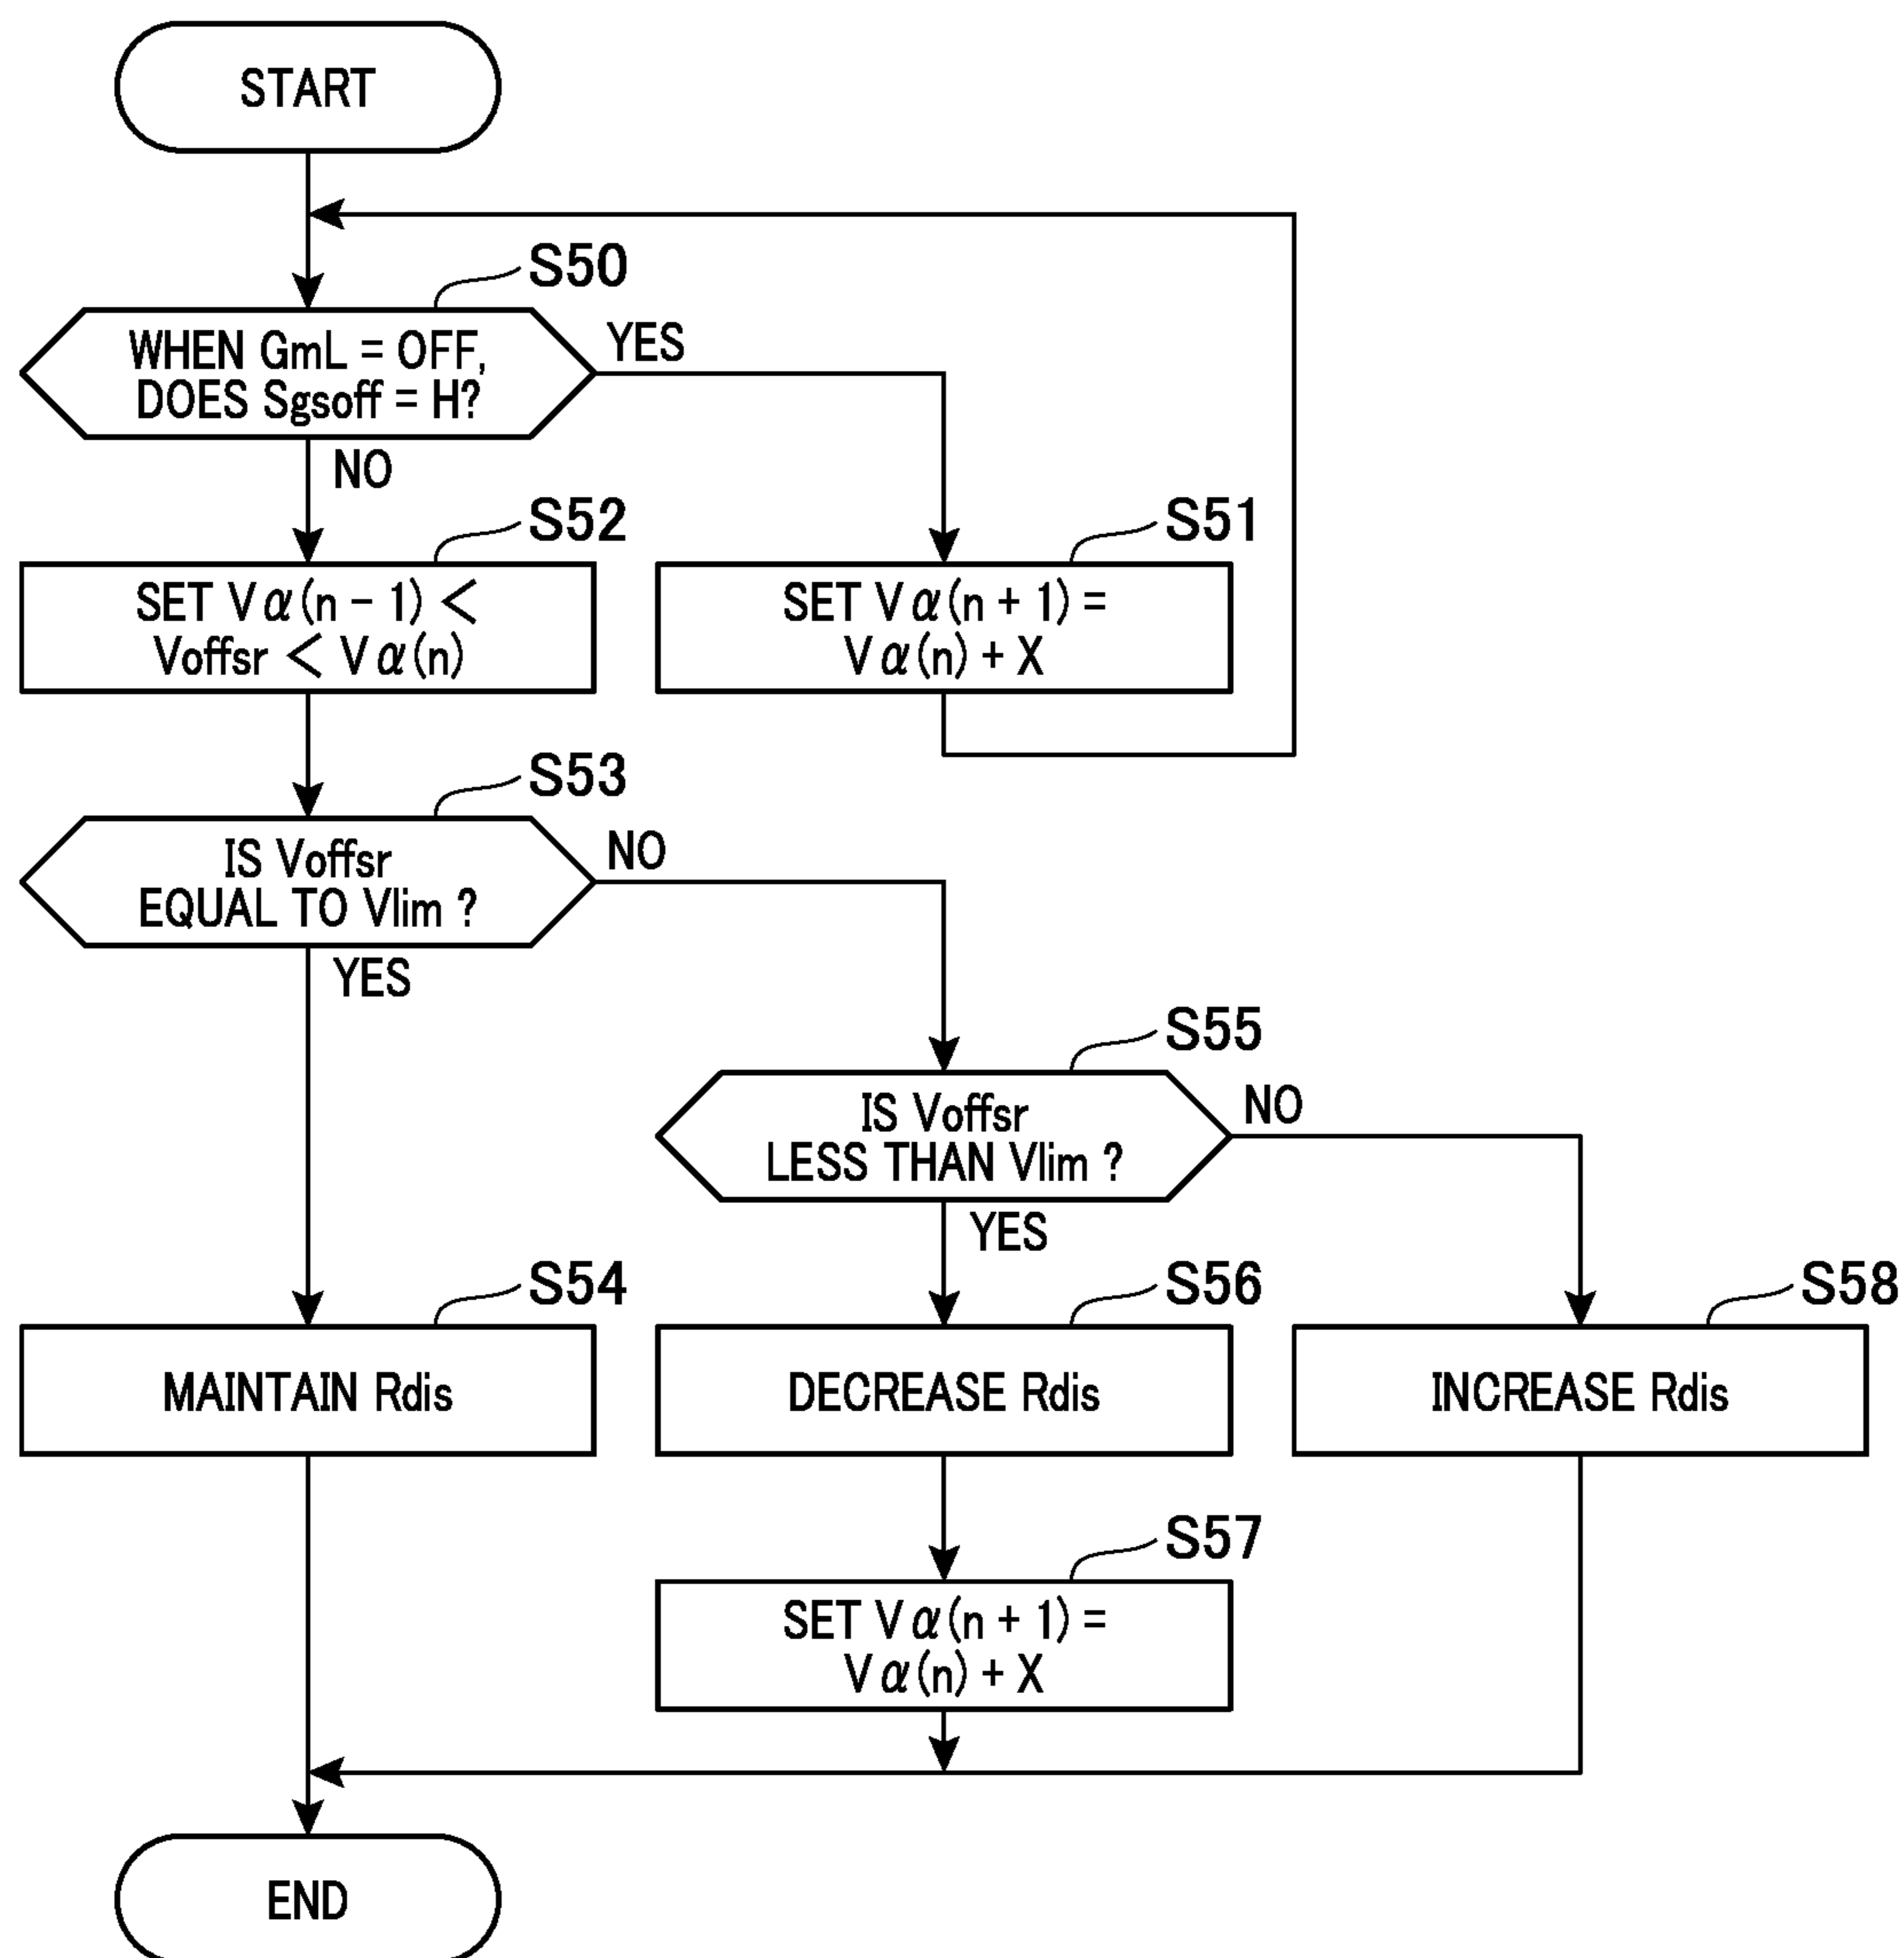 START
S50
WHEN GmL = OFF,
DOES Sgsoff = H?
YES
NO
S52
SET Vα(n - 1) <
Voffsr < Vα(n)
S51
SET Vα(n + 1) =
Vα(n) + X
S53
IS Voffsr
EQUAL TO Vlim ?
NO
YES
S55
IS Voffsr
LESS THAN Vlim ?
NO
YES
S54
MAINTAIN Rdis
S56
DECREASE Rdis
S58
INCREASE Rdis
S57
SET Vα(n + 1) =
Vα(n) + X
END